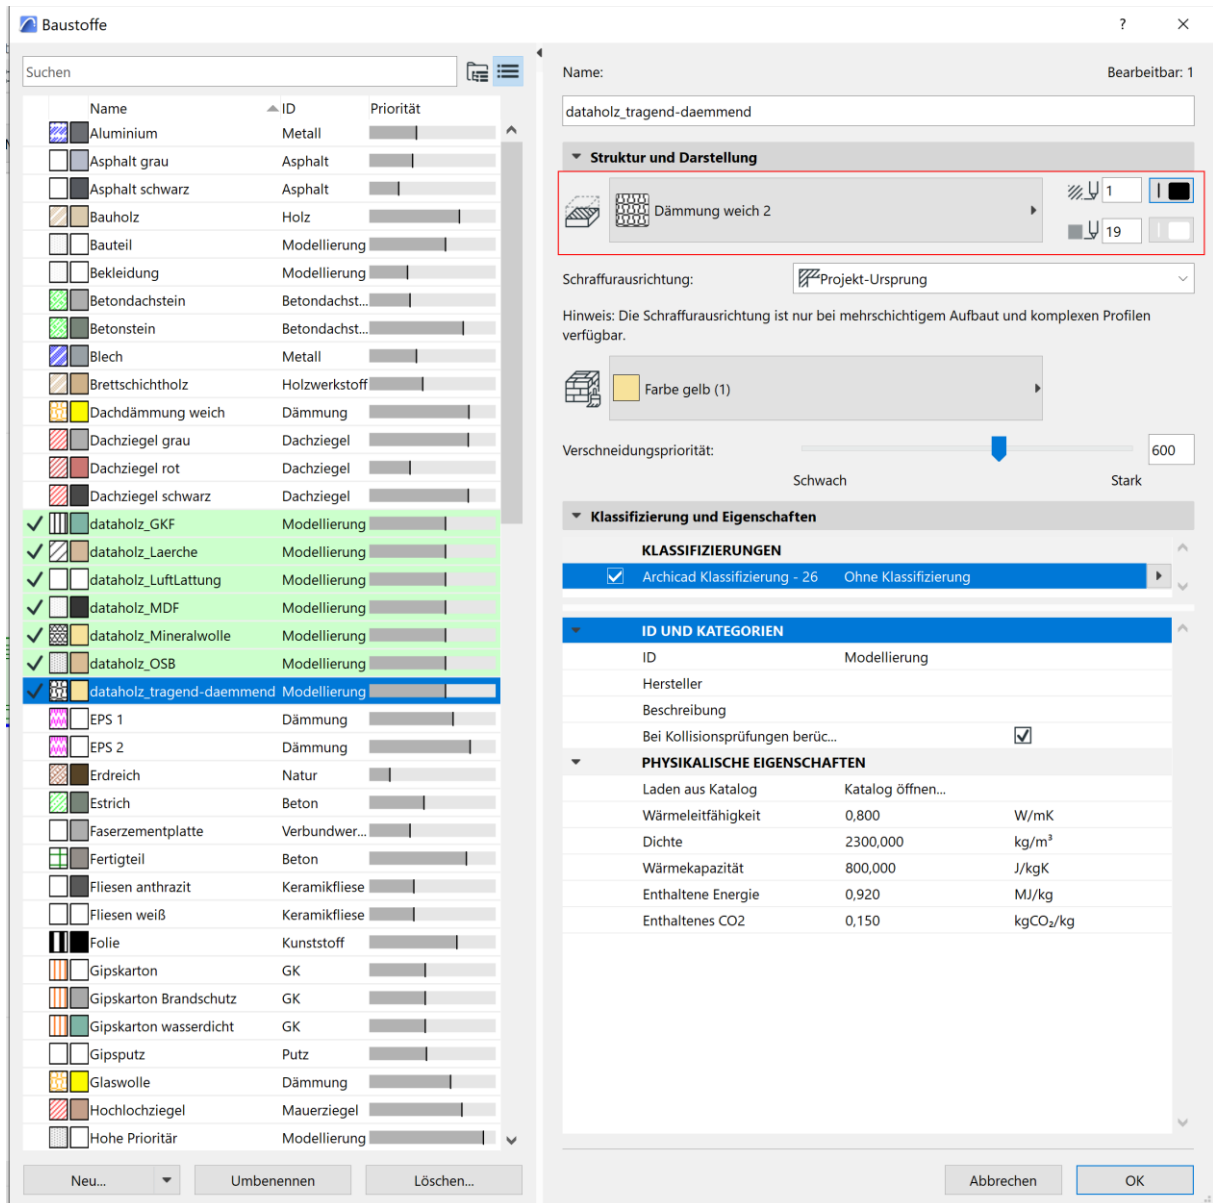 Baustoffe
?
Suchen
Name ID Priorität
Aluminium Metall
Asphalt grau Asphalt
Asphalt schwarz Asphalt
Bauholz Holz
Bauteil Modellierung
Bekleidung Modellierung
Betondachstein Betondachst...
Betonstein Betondachst...
Blech Metall
Brettschichtholz Holzwerkstoff
Dachdämmung weich Dämmung
Dachziegel grau Dachziegel
Dachziegel rot Dachziegel
Dachziegel schwarz Dachziegel
dataholz_GKF Modellierung
dataholz_Laerche Modellierung
dataholz_LuftLattung Modellierung
dataholz_MDF Modellierung
dataholz_Mineralwolle Modellierung
dataholz_OSB Modellierung
dataholz_tragend-daemmend Modellierung
EPS 1 Dämmung
EPS 2 Dämmung
Erdreich Natur
Estrich Beton
Faserzementplatte Verbundwer...
Fertigteil Beton
Fliesen anthrazit Keramikfliese
Fliesen weiß Keramikfliese
Folie Kunststoff
Gipskarton GK
Gipskarton Brandschutz GK
Gipskarton wasserdicht GK
Gipsputz Putz
Glaswolle Dämmung
Hochlochziegel Mauerziegel
Hohe Prioritär Modellierung
Neu... Umbenennen Löschen...
Name: Bearbeitbar: 1
dataholz_tragend-daemmend
Struktur und Darstellung
Dämmung weich 2
1
19
Schraffurausrichtung: Projekt-Ursprung
Hinweis: Die Schraffurausrichtung ist nur bei mehrschichtigem Aufbaut und komplexen Profilen
verfügbar.
Farbe gelb (1)
Verschneidungspriorität: 600
Schwach Stark
Klassifizierung und Eigenschaften
KLASSIFIZIERUNGEN
Archicad Klassifizierung - 26 Ohne Klassifizierung
ID UND KATEGORIEN
ID Modellierung
Hersteller
Beschreibung
Bei Kollisionsprüfungen berüc...
PHYSIKALISCHE EIGENSCHAFTEN
Laden aus Katalog Katalog öffnen...
Wärmeleitfähigkeit 0,800 W/mK
Dichte 2300,000 kg/m³
Wärmekapazität 800,000 J/kgK
Enthaltene Energie 0,920 MJ/kg
Enthaltenes CO2 0,150 kgCO₂/kg
Abbrechen OK